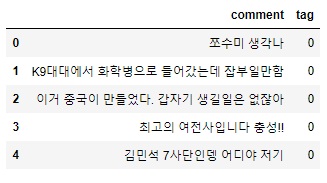 comment tag
0 쪼수미 생각나 0
1 K9대대에서 화학병으로 들어갔는데 잡부일만함 0
2 이거 중국이 만들었다. 갑자기 생길일은 없잖아 0
3 최고의 여전사입니다 충성!! 0
4 김민석 7사단인뎅 어디야 저기 0